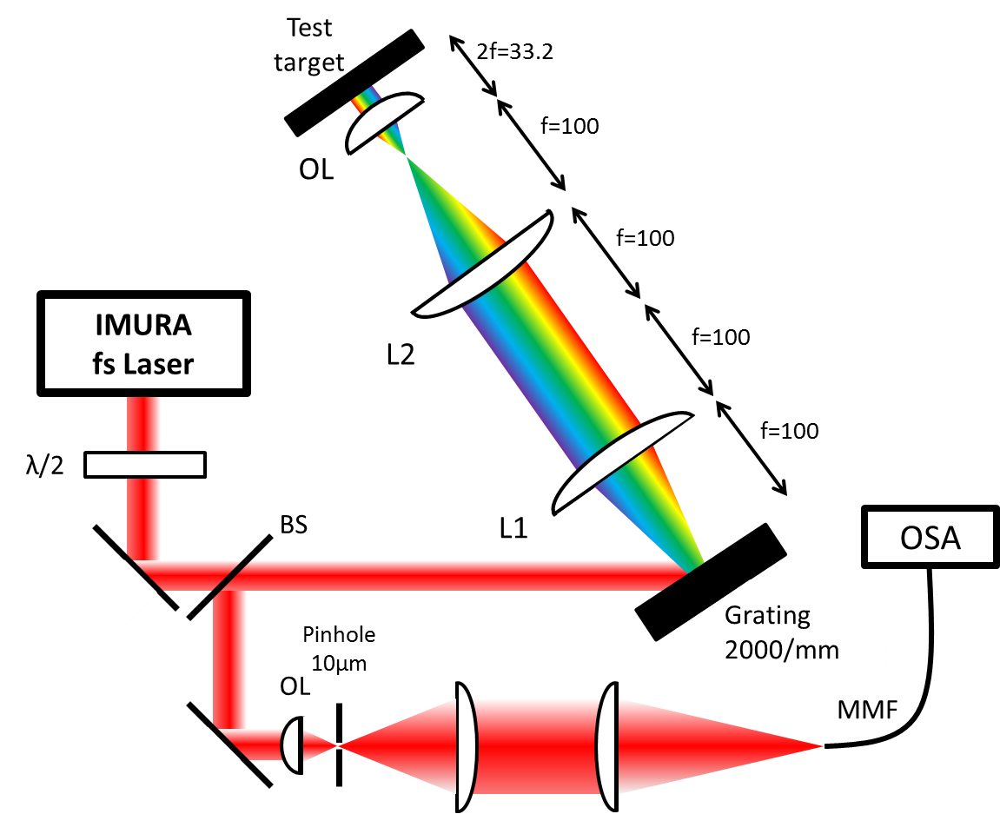 Test
target
2f=33.2
f=100
OL
f=100
L2
f=100
IMURA
fs Laser
f=100
λ/2
L1
BS
OSA
Grating
2000/mm
Pinhole
10μm
OL
MMF